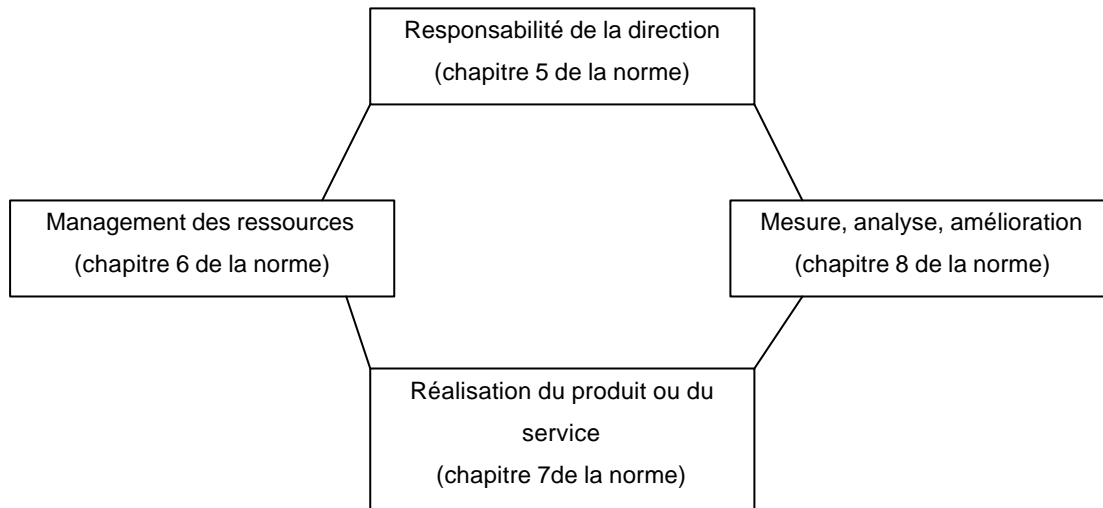 Responsabilité de la direction
(chapitre 5 de la norme)
Management des ressources
(chapitre 6 de la norme)
Mesure, analyse, amélioration
(chapitre 8 de la norme)
Réalisation du produit ou du
service
(chapitre 7de la norme)